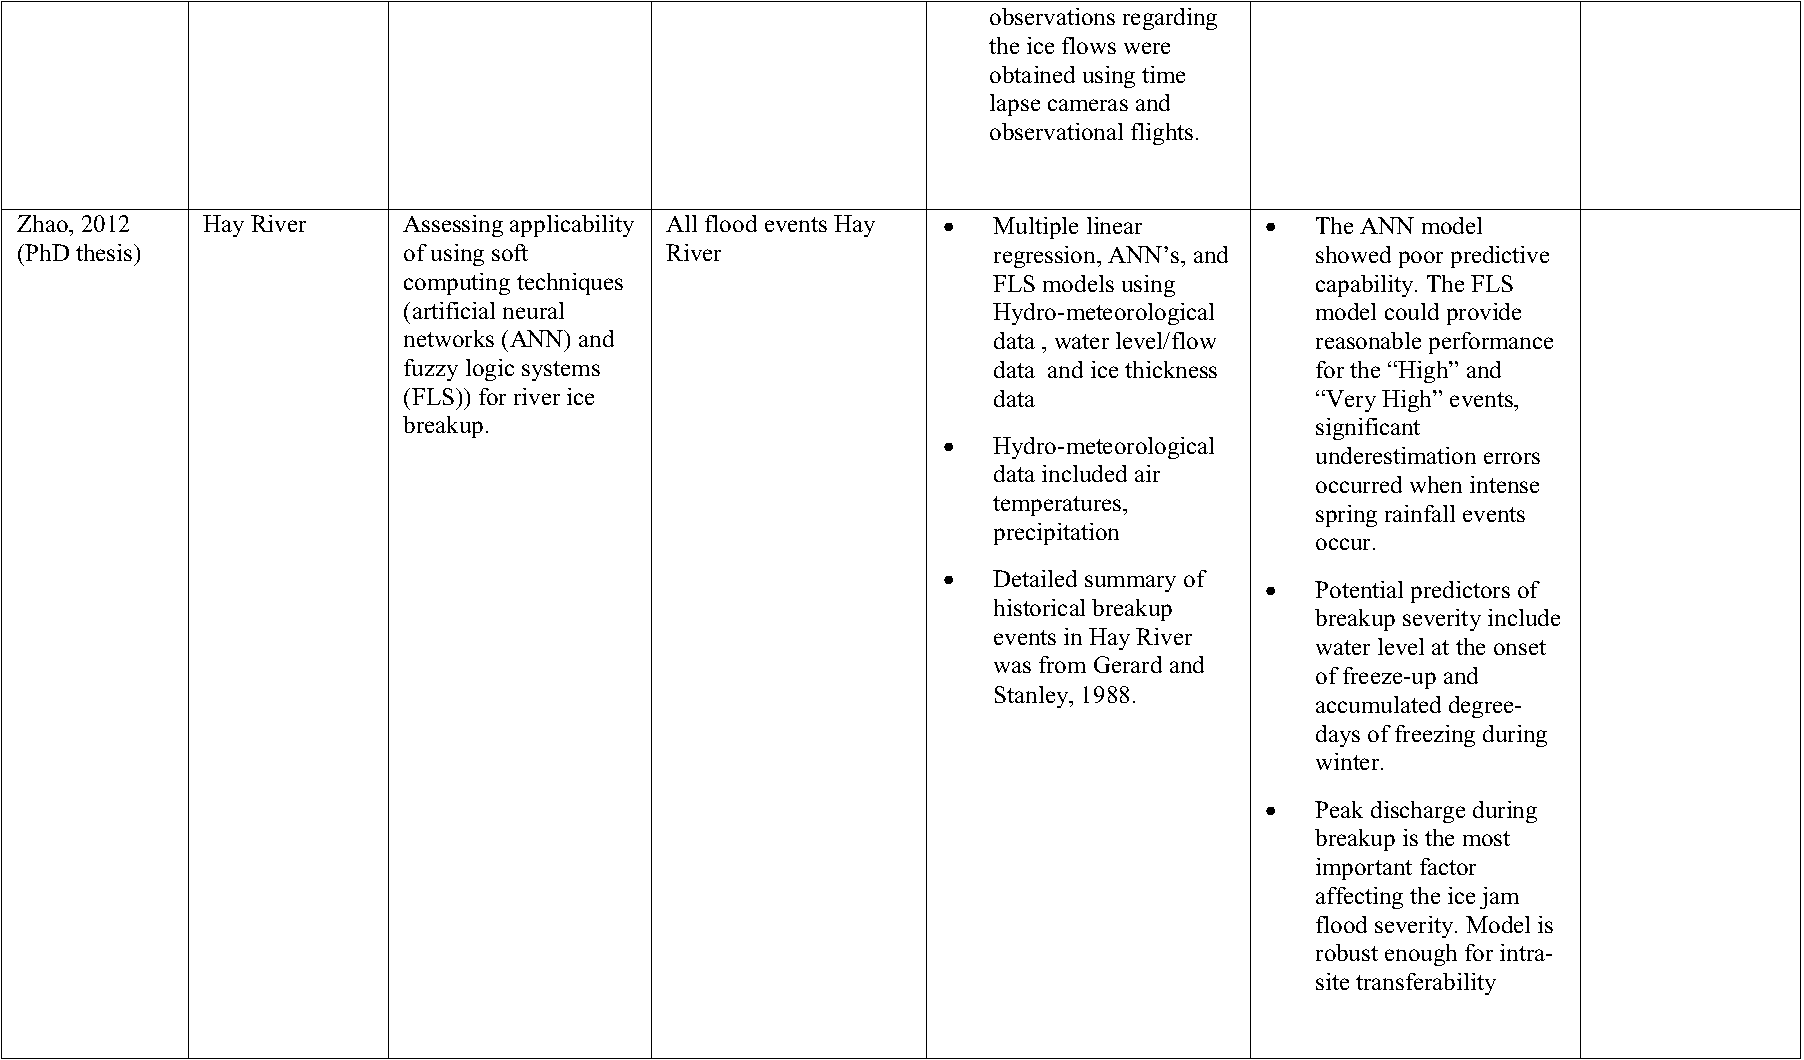 observations regarding
the ice flows were
obtained using time
lapse cameras and
observational flights.
Zhao, 2012
(PhD thesis)
Hay River
Assessing applicability
of using soft
computing techniques
(artificial neural
networks (ANN) and
fuzzy logic systems
(FLS)) for river ice
breakup.
All flood events Hay
River
• Multiple linear
regression, ANN’s, and
FLS models using
Hydro-meteorological
data , water level/flow
data  and ice thickness
data
• Hydro-meteorological
data included air
temperatures,
precipitation
• Detailed summary of
historical breakup
events in Hay River
was from Gerard and
Stanley, 1988.
• The ANN model
showed poor predictive
capability. The FLS
model could provide
reasonable performance
for the “High” and
“Very High” events,
significant
underestimation errors
occurred when intense
spring rainfall events
occur.
• Potential predictors of
breakup severity include
water level at the onset
of freeze-up and
accumulated degree-
days of freezing during
winter.
• Peak discharge during
breakup is the most
important factor
affecting the ice jam
flood severity. Model is
robust enough for intra-
site transferability